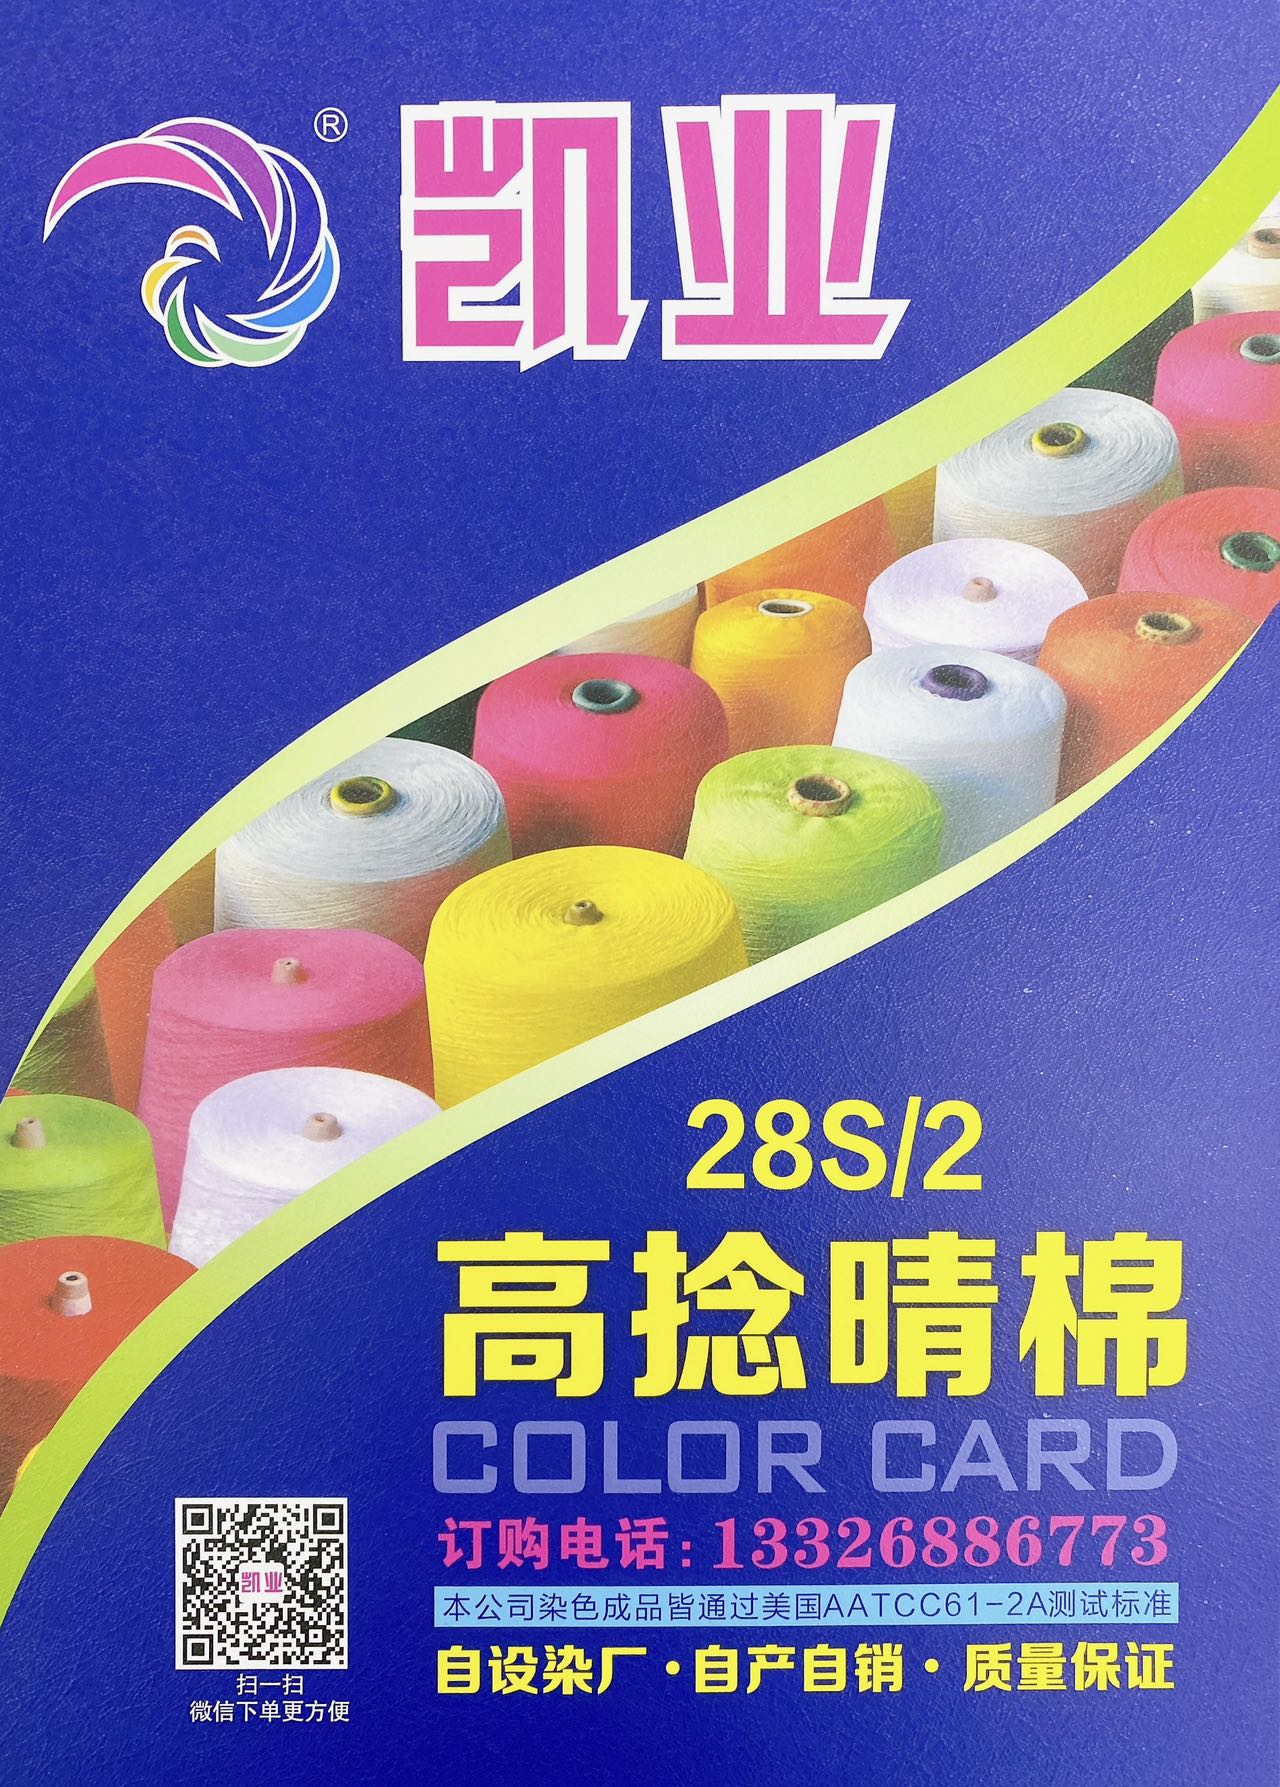 ®
凯业
28S/2
高捻晴棉
COLOR CARD
订购电话:13326886773
本公司染色成品皆通过美国AATCC61-2A测试标准
自设染厂·自产自销·质量保证
凯业
扫一扫
微信下单更方便